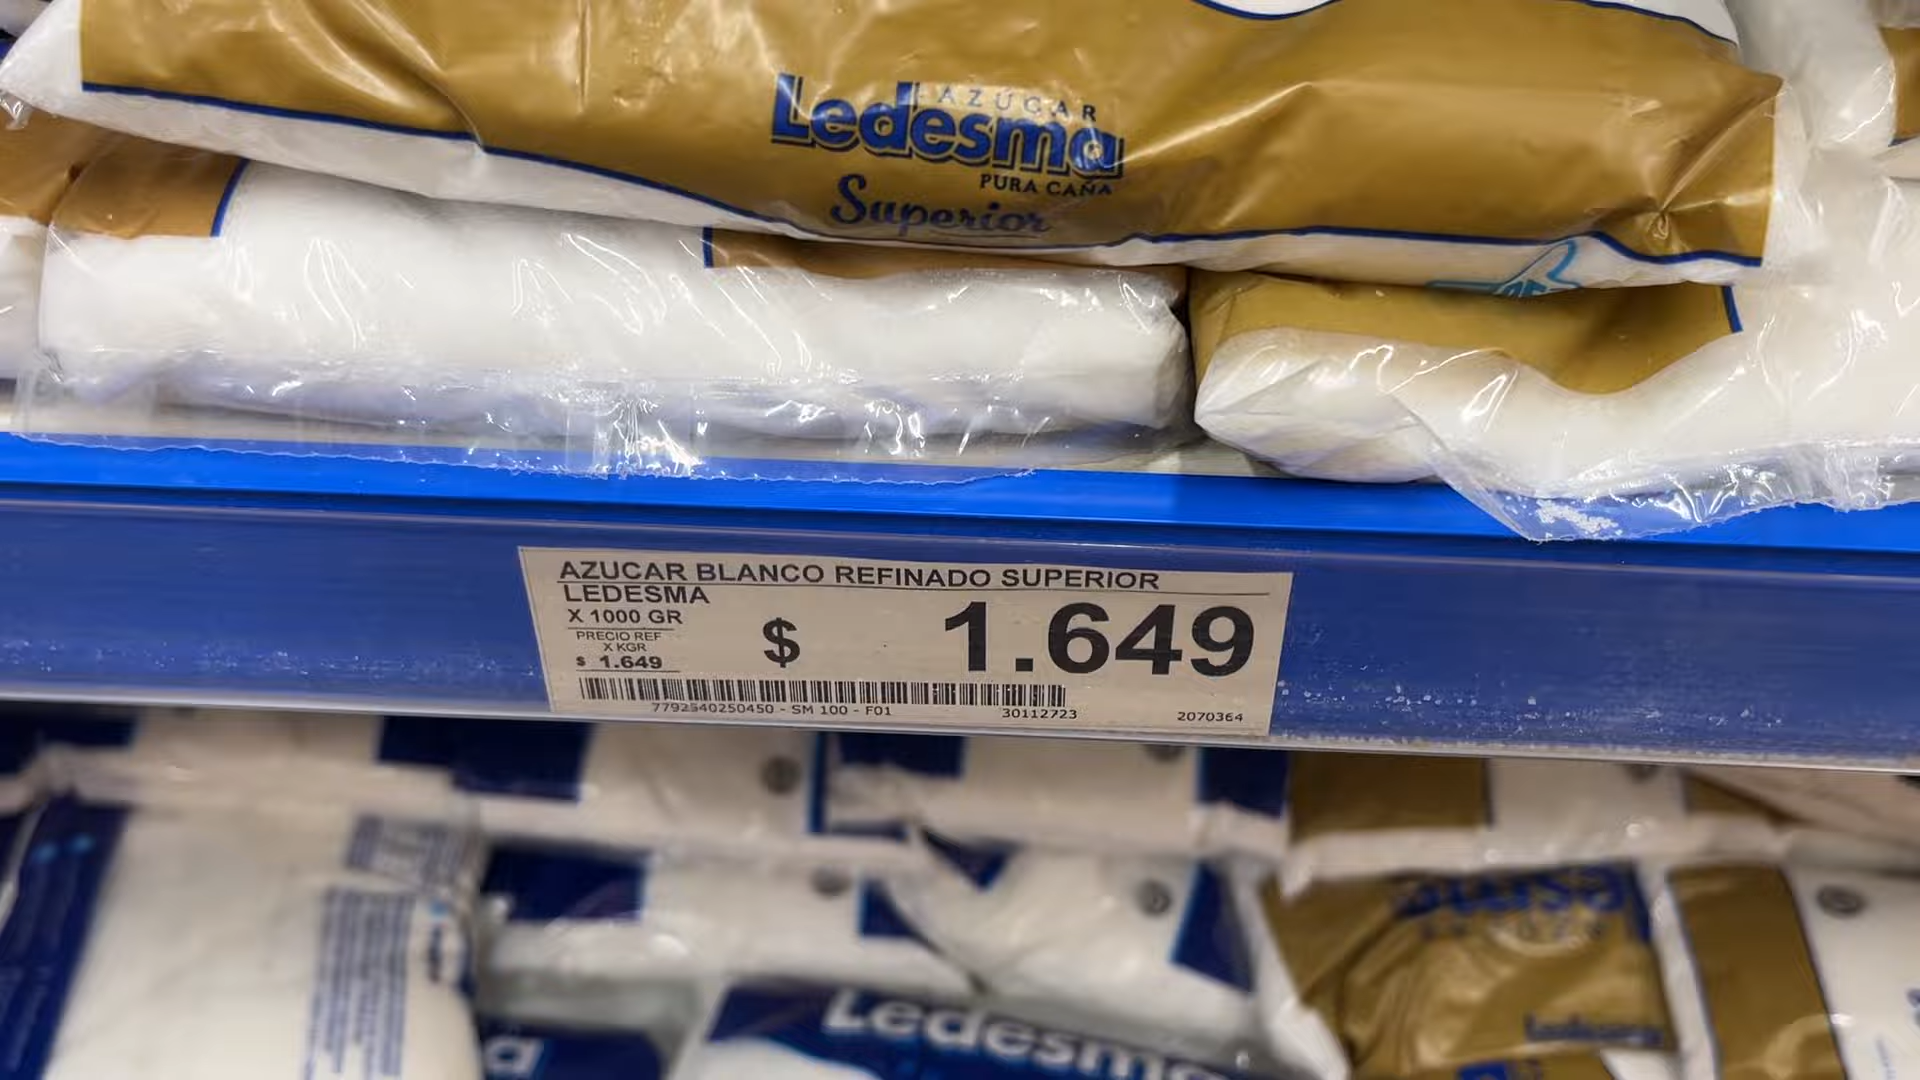 AZÚCAR
Ledesma
PURA CAÑA
Superior
AZUCAR BLANCO REFINADO SUPERIOR
LEDESMA
X 1000 GR
PRECIO REF
X KGR
$ 1.649
$ 1.649
7792540250450 - SM 100 - F01
30112723
2070364
Ledesma
Ledesma